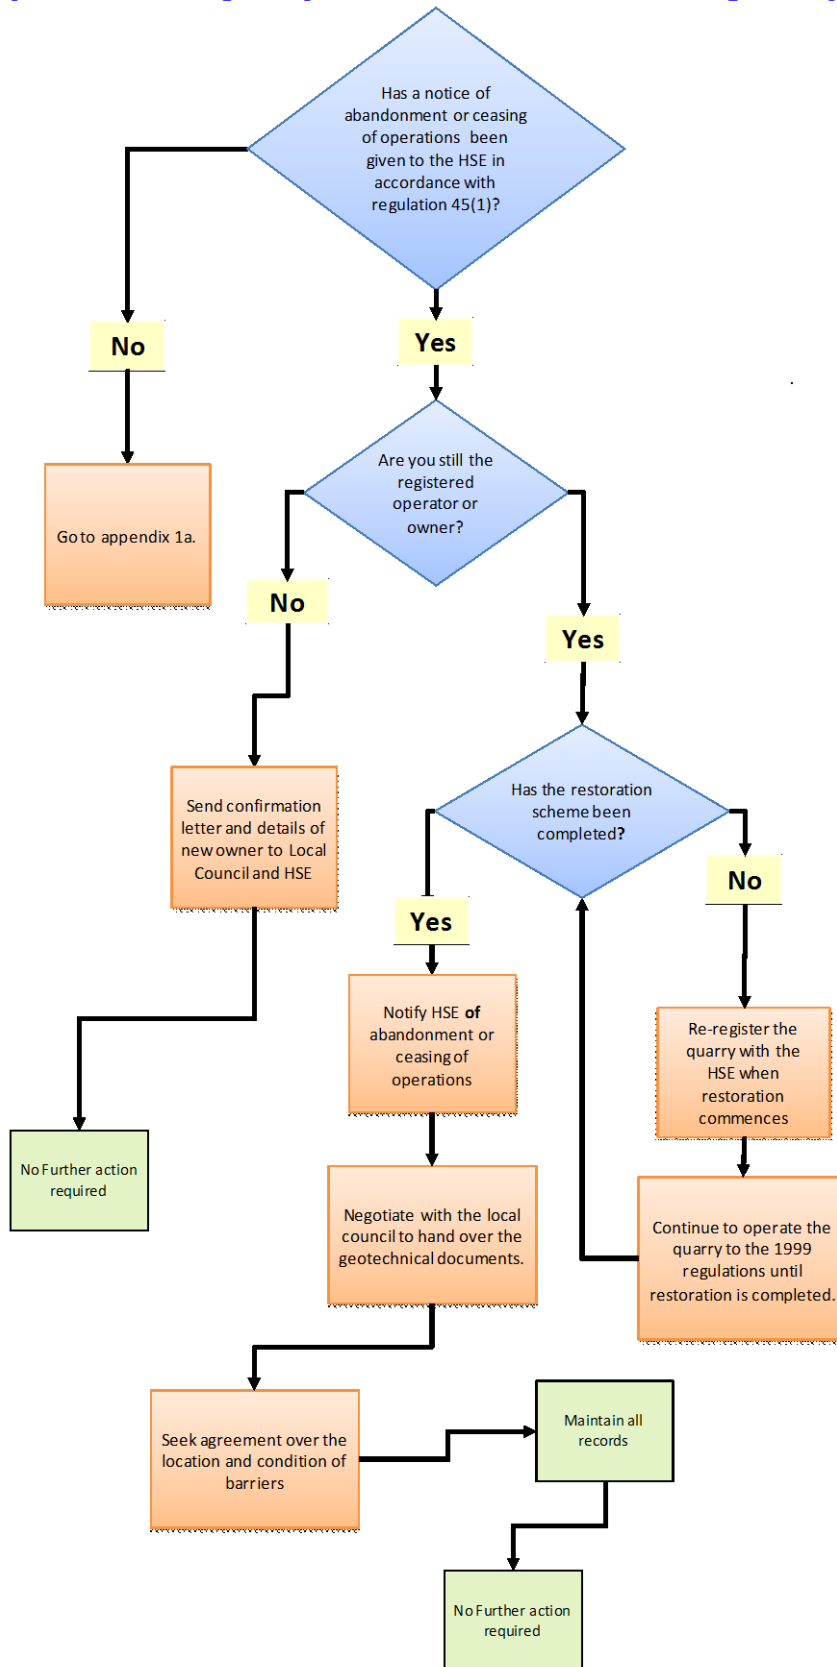 Has a notice of
abandonment or ceasing
of operations been
given to the HSE in
accordance with
regulation 45(1)?
No
Yes
Are you still the
registered
operator or
owner?
Go to appendix 1a.
No
Yes
Has the restoration
scheme been
completed?
Send confirmation
letter and details of
new owner to Local
Council and HSE
No
Yes
Notify HSE of
abandonment or
ceasing of
operations
Re-register the
quarry with the
HSE when
restoration
commences
No Further action
required
Negotiate with the local
council to hand over the
geotechnical documents.
Continue to operate the
quarry to the 1999
regulations until
restoration is completed.
Seek agreement over the
location and condition of
barriers
Maintain all
records
No Further action
required